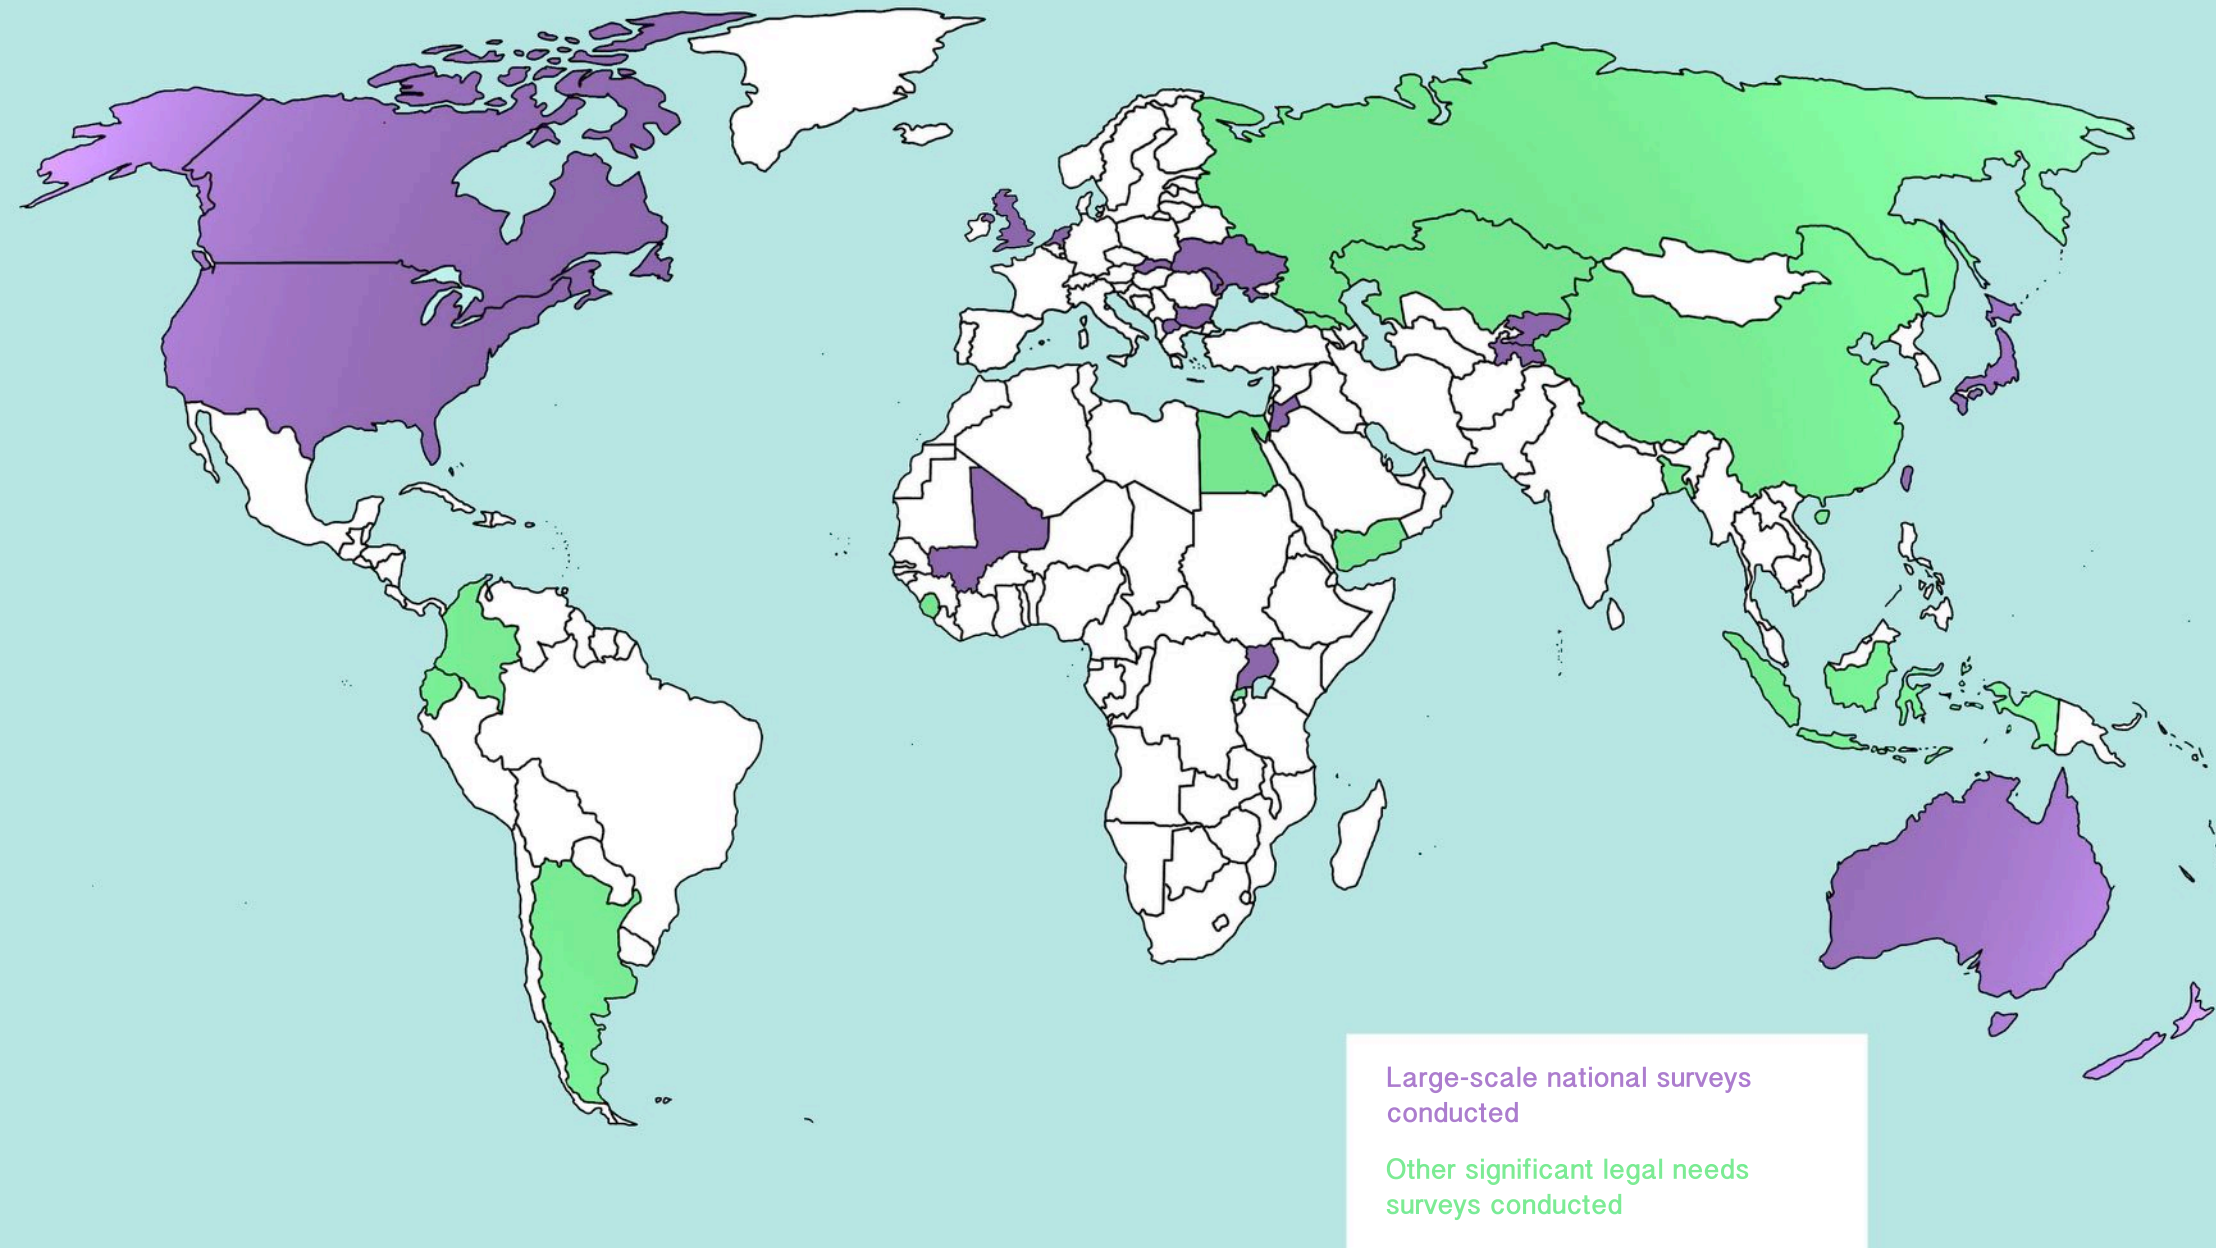 Large-scale national surveys
conducted
Other significant legal needs
surveys conducted